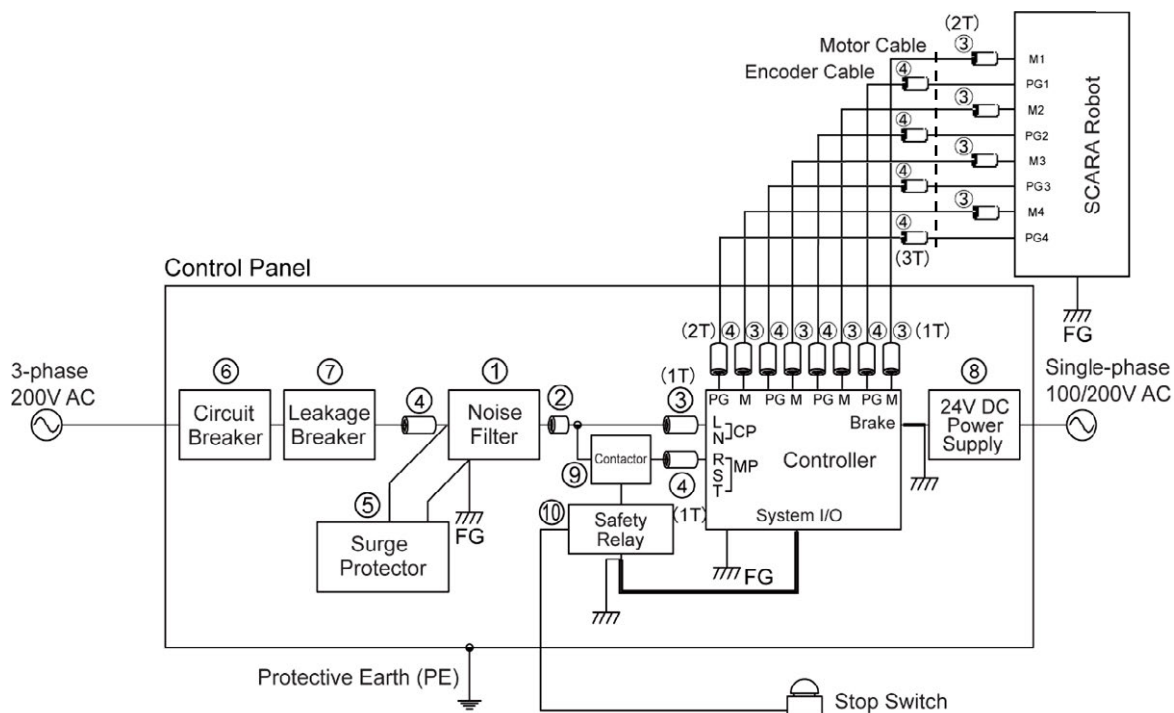 (2T)
Motor Cable
③
M1
Encoder Cable
④
PG1
③
M2
④
PG2
③
M3
④
PG3
③
M4
④
PG4
(3T)
SCARA Robot
FG
Control Panel
(2T) ④ ③ ④ ③ ④ ③ ④ ③ (1T)
3-phase
200V AC
⑥
Circuit
Breaker
⑦
Leakage
Breaker
④
①
Noise
Filter
②
(1T)
③
PG M PG M PG M PG M
L
N
CP
R
S
T
MP
Brake
Controller
System I/O
⑧
24V DC
Power
Supply
Single-phase
100/200V AC
⑨
Contactor
④
(1T)
⑩
Safety
Relay
⑤
Surge
Protector
FG
FG
Protective Earth (PE)
Stop Switch